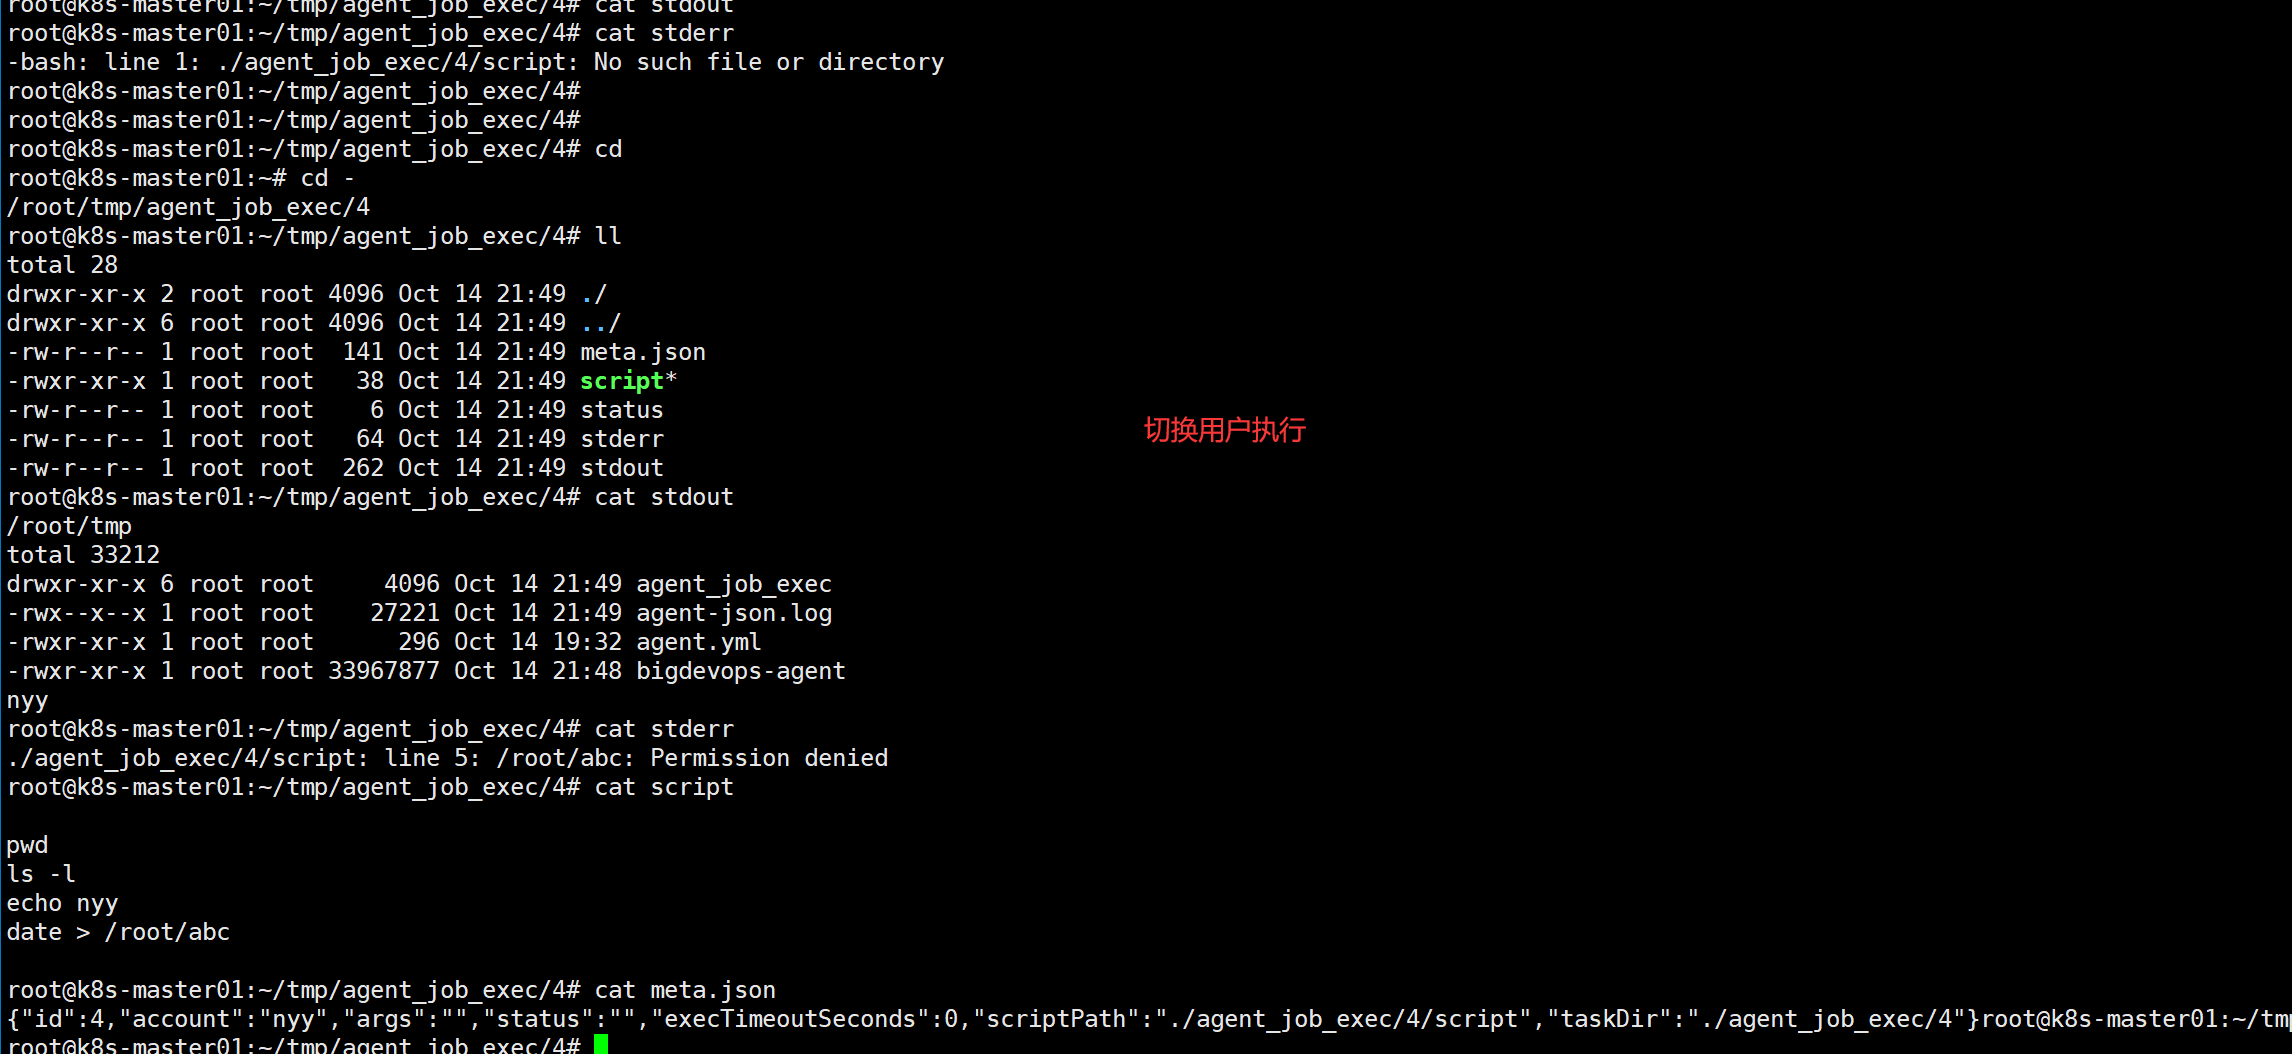 root@k8s-master01:~/tmp/agent_job_exec/4# cat stdout
root@k8s-master01:~/tmp/agent_job_exec/4# cat stderr
-bash: line 1: ./agent_job_exec/4/script: No such file or directory
root@k8s-master01:~/tmp/agent_job_exec/4#
root@k8s-master01:~/tmp/agent_job_exec/4#
root@k8s-master01:~/tmp/agent_job_exec/4# cd
root@k8s-master01:~# cd -
/root/tmp/agent_job_exec/4
root@k8s-master01:~/tmp/agent_job_exec/4# ll
total 28
drwxr-xr-x 2 root root 4096 Oct 14 21:49 ./
drwxr-xr-x 6 root root 4096 Oct 14 21:49 ../
-rw-r--r-- 1 root root  141 Oct 14 21:49 meta.json
-rwxr-xr-x 1 root root   38 Oct 14 21:49 script*
-rw-r--r-- 1 root root    6 Oct 14 21:49 status
切换用户执行
-rw-r--r-- 1 root root   64 Oct 14 21:49 stderr
-rw-r--r-- 1 root root  262 Oct 14 21:49 stdout
root@k8s-master01:~/tmp/agent_job_exec/4# cat stdout
/root/tmp
total 33212
drwxr-xr-x 6 root root     4096 Oct 14 21:49 agent_job_exec
-rwx--x--x 1 root root    27221 Oct 14 21:49 agent-json.log
-rwxr-xr-x 1 root root      296 Oct 14 19:32 agent.yml
-rwxr-xr-x 1 root root 33967877 Oct 14 21:48 bigdevops-agent
nyy
root@k8s-master01:~/tmp/agent_job_exec/4# cat stderr
./agent_job_exec/4/script: line 5: /root/abc: Permission denied
root@k8s-master01:~/tmp/agent_job_exec/4# cat script
pwd
ls -l
echo nyy
date > /root/abc
root@k8s-master01:~/tmp/agent_job_exec/4# cat meta.json
{"id":4,"account":"nyy","args":"","status":"","execTimeoutSeconds":0,"scriptPath":"./agent_job_exec/4/script","taskDir":"./agent_job_exec/4"}root@k8s-master01:~/tmp
root@k8s-master01:~/tmp/agent_job_exec/4#